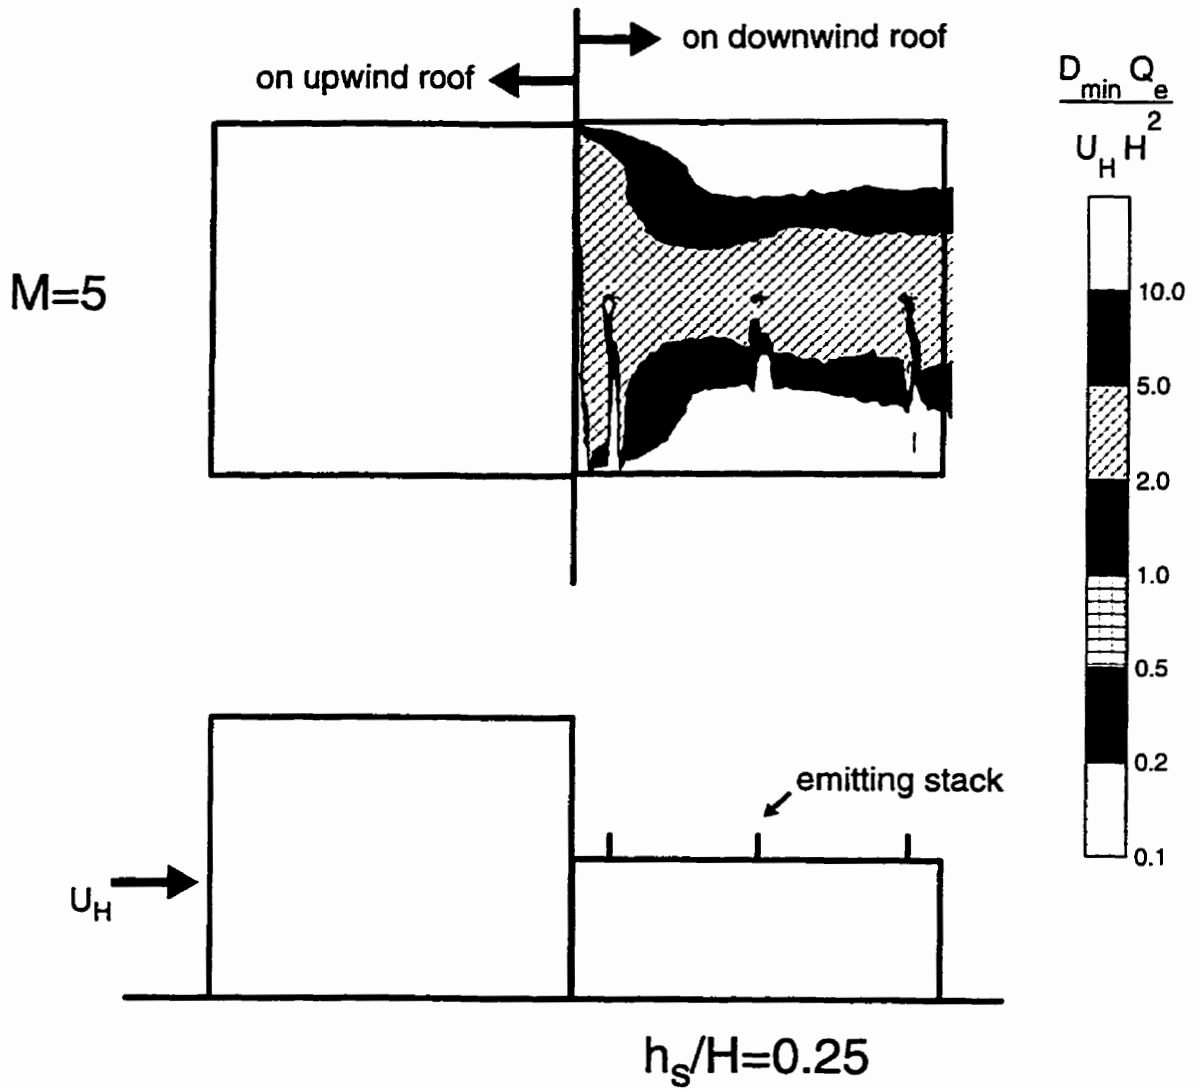 on downwind roof
on upwind roof
D_min Q_e
U_H H^2
M=5
10.0
5.0
2.0
1.0
0.5
0.2
0.1
emitting stack
U_H
h_s/H=0.25